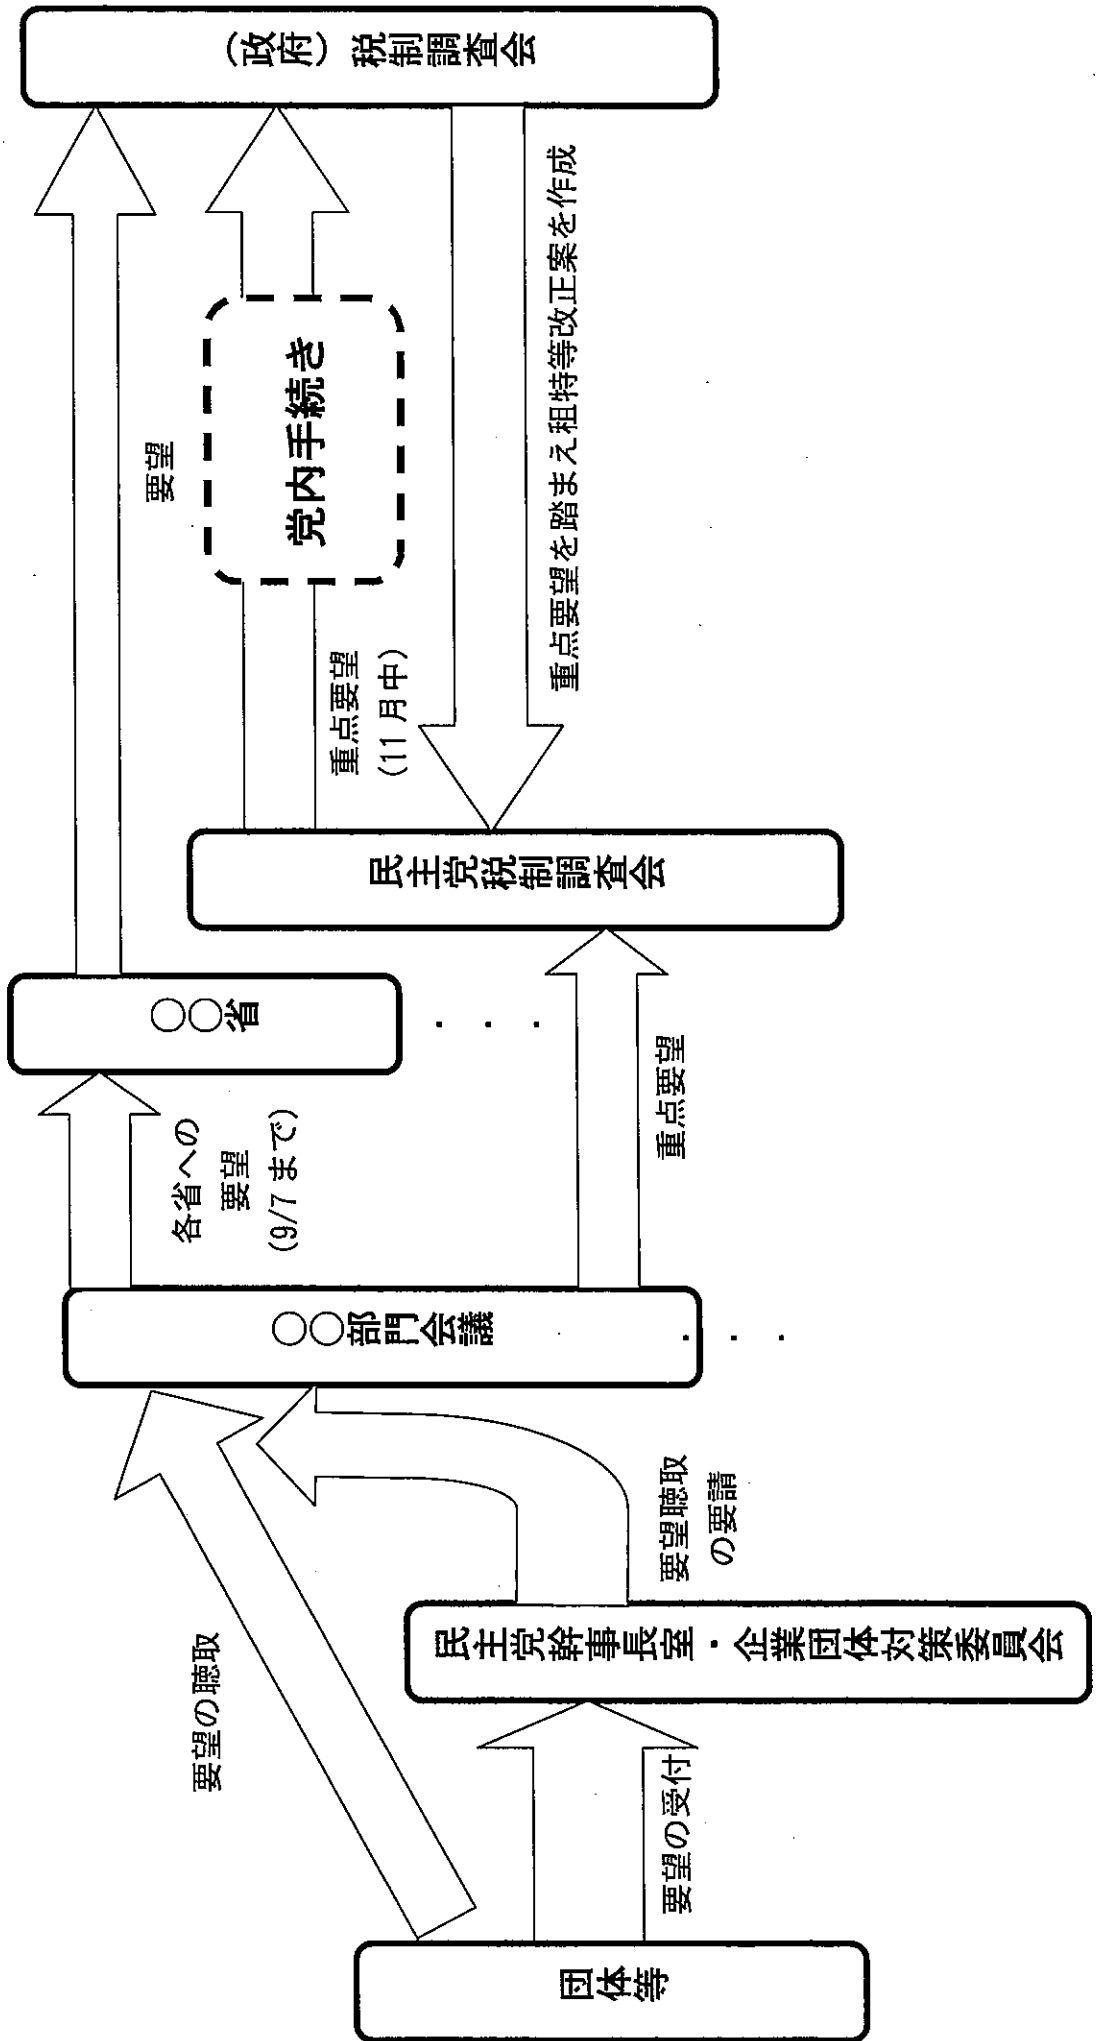 団体等
要望の聴取
要望の受付
民主党幹事長室・企業団体対策委員会
要望聴取
の要請
○○部門会議
・・・
各省への
要望
(9/7 まで)
重点要望
○○省
・・・
民主党税制調査会
要望
重点要望
(11 月中)
党内手続き
重点要望を踏まえ租特等改正案を作成
(政府) 税制調査会